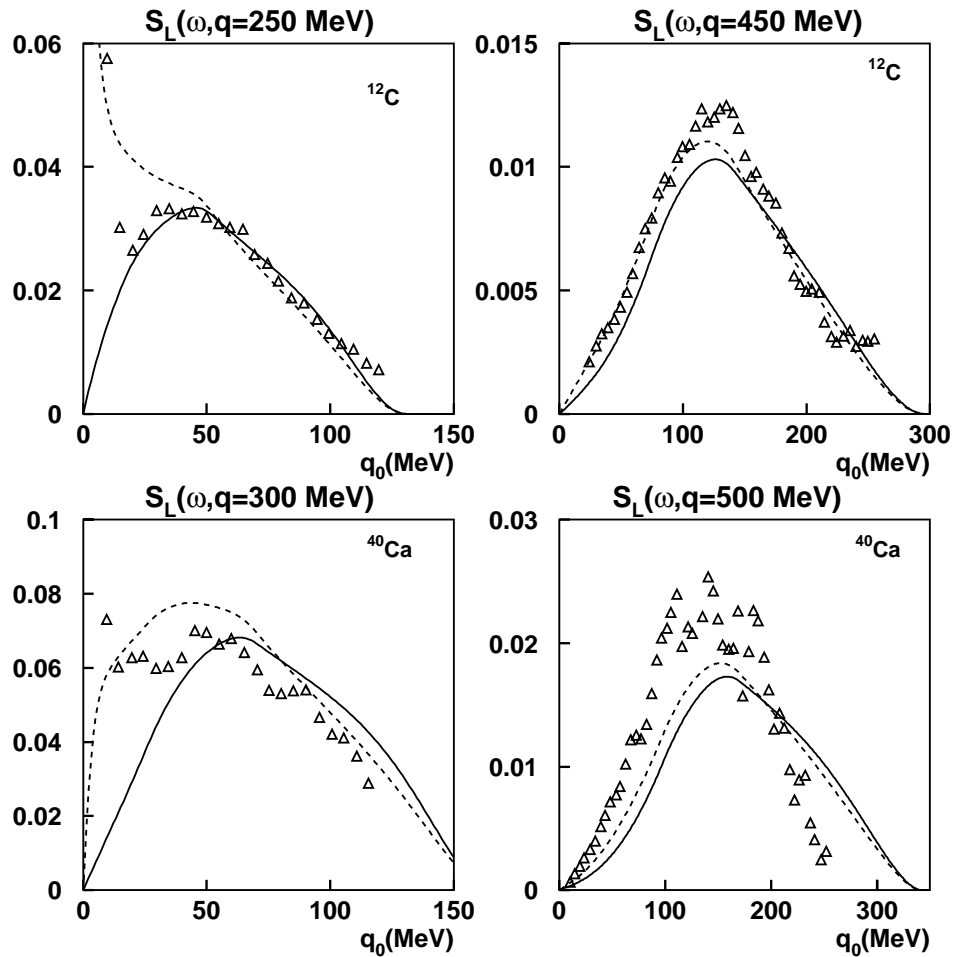 S_L(ω,q=250 MeV)
0.06
0.04
0.02
0
¹²C
0 50 100 150
q₀(MeV)
S_L(ω,q=450 MeV)
0.015
0.01
0.005
0
¹²C
0 100 200 300
q₀(MeV)
S_L(ω,q=300 MeV)
0.1
0.08
0.06
0.04
0.02
0
⁴⁰Ca
0 50 100 150
q₀(MeV)
S_L(ω,q=500 MeV)
0.03
0.02
0.01
0
⁴⁰Ca
0 100 200 300
q₀(MeV)